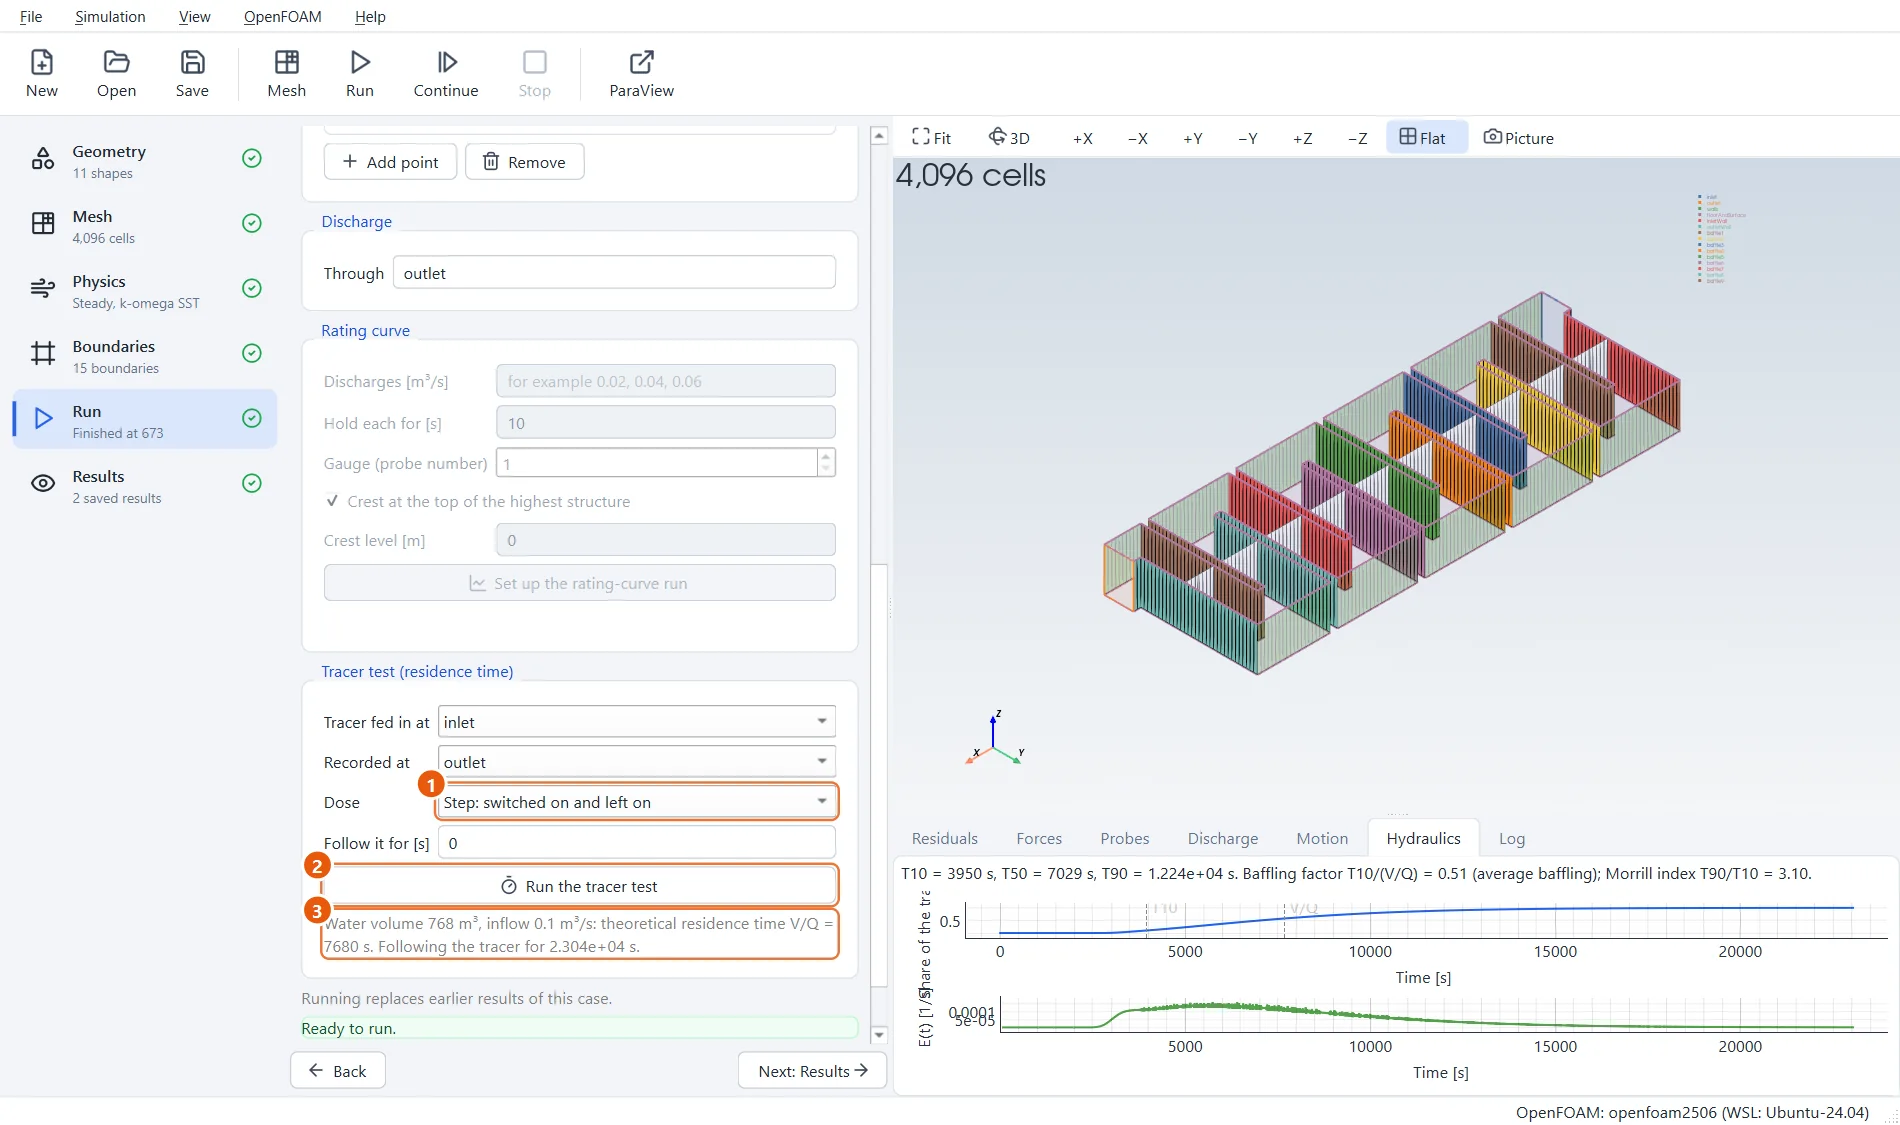 File Simulation View OpenFOAM Help
New Open Save Mesh Run Continue Stop ParaView
Geometry
11 shapes
Mesh
4,096 cells
Physics
Steady, k-omega SST
Boundaries
15 boundaries
Run
Finished at 673
Results
2 saved results
Add point Remove
Discharge
Through outlet
Rating curve
Discharges [m³/s] for example 0.02, 0.04, 0.06
Hold each for [s] 10
Gauge (probe number) 1
Crest at the top of the highest structure
Crest level [m] 0
Set up the rating-curve run
Tracer test (residence time)
Tracer fed in at inlet
Recorded at outlet
1
Dose Step: switched on and left on
Follow it for [s] 0
2
Run the tracer test
3
Water volume 768 m³, inflow 0.1 m³/s: theoretical residence time V/Q =
7680 s. Following the tracer for 2.304e+04 s.
Running replaces earlier results of this case.
Ready to run.
Back Next: Results
Fit 3D +X −X +Y −Y +Z −Z Flat Picture
4,096 cells
Z
X Y
Residuals Forces Probes Discharge Motion Hydraulics Log
T10 = 3950 s, T50 = 7029 s, T90 = 1.224e+04 s. Baffling factor T10/(V/Q) = 0.51 (average baffling); Morrill index T90/T10 = 3.10.
Share of the tra
0.5
T10 V/Q
0 5000 10000 15000 20000
Time [s]
E(t) [1/s]
0.0001
5e-05
5000 10000 15000 20000
Time [s]
OpenFOAM: openfoam2506 (WSL: Ubuntu-24.04)